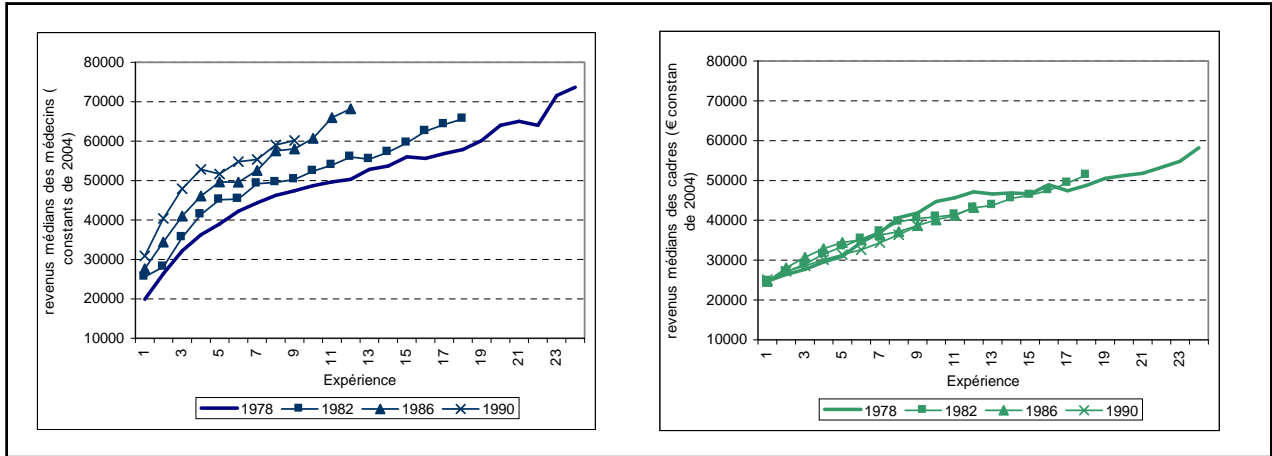 revenus médians des médecins (
constants de 2004)
80000
70000
60000
50000
40000
30000
20000
10000
1 3 5 7 9 11 13 15 17 19 21 23
Expérience
1978 1982 1986 1990
revenus médians des cadres (€ constan
de 2004)
80000
70000
60000
50000
40000
30000
20000
10000
1 3 5 7 9 11 13 15 17 19 21 23
Expérience
1978 1982 1986 1990